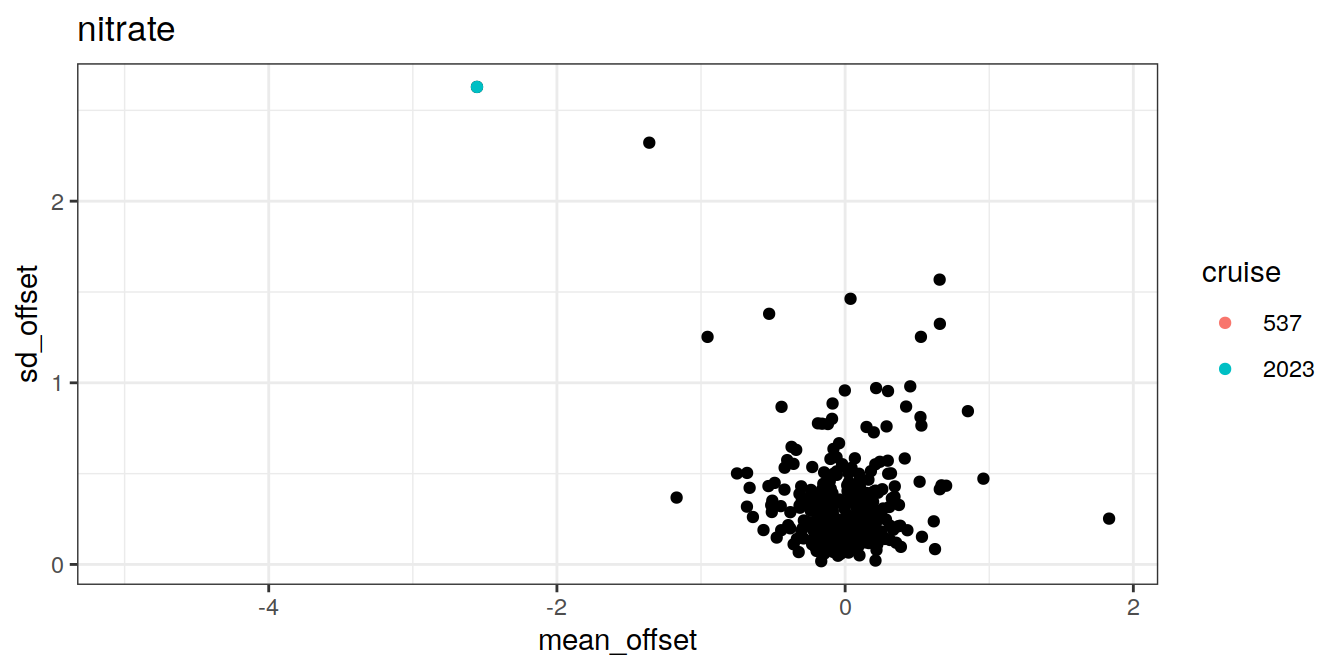 nitrate
2
1
0
sd_offset
-4
-2
0
2
mean_offset
cruise
537
2023